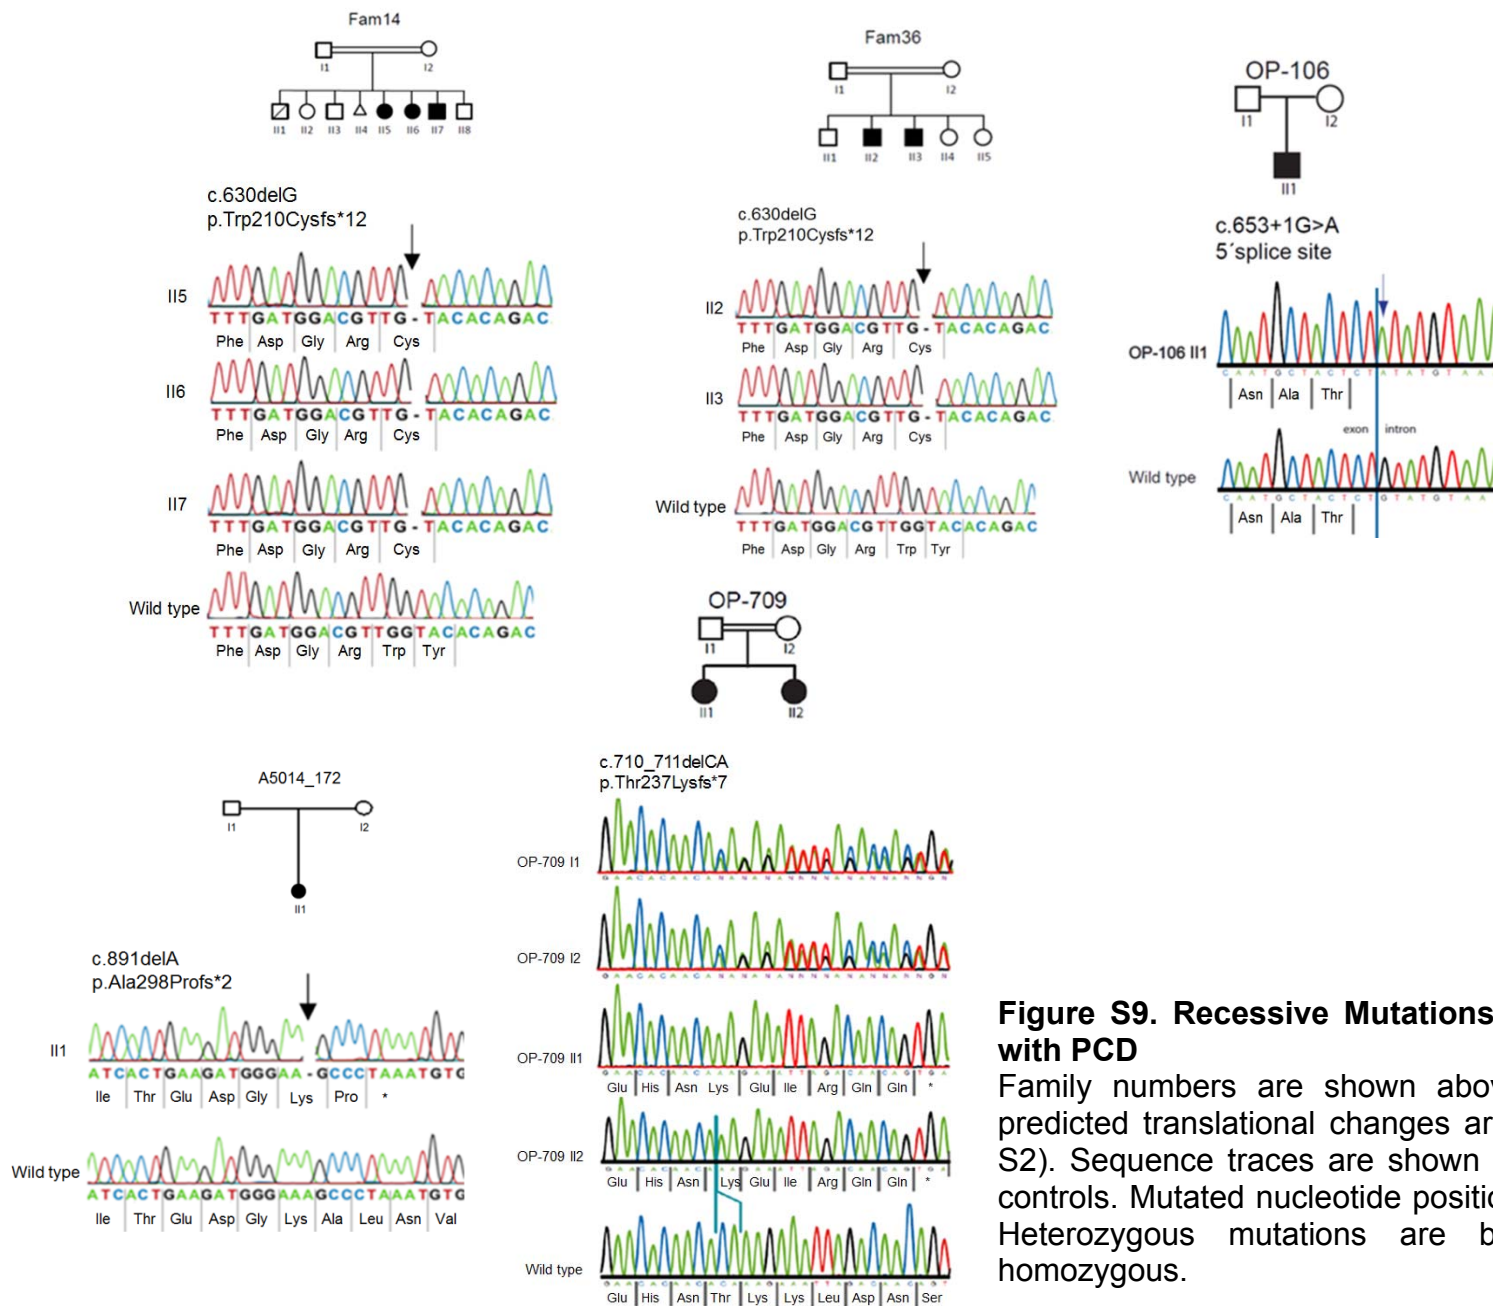 Fam14
I1
I2
II1 II2 II3 II4 II5 II6 II7 II8
c.630delG
p.Trp210Cysfs*12
II5
TTTGATGGACGTTG-TACACAGAC
Phe Asp Gly Arg Cys
II6
TTTGATGGACGTTG-TACACAGAC
Phe Asp Gly Arg Cys
II7
TTTGATGGACGTTG-TACACAGAC
Phe Asp Gly Arg Cys
Wild type
TTTGATGGACGTTGGTACACAGAC
Phe Asp Gly Arg Trp Tyr
Fam36
I1
I2
II1 II2 II3 II4 II5
c.630delG
p.Trp210Cysfs*12
II2
TTTGATGGACGTTG-TACACAGAC
Phe Asp Gly Arg Cys
II3
TTTGATGGACGTTG-TACACAGAC
Phe Asp Gly Arg Cys
Wild type
TTTGATGGACGTTGGTACACAGAC
Phe Asp Gly Arg Trp Tyr
OP-106
I1
I2
II1
c.653+1G>A
5´splice site
OP-106 II1
CAATGCTACTCTATATGTAA
Asn Ala Thr
exon intron
Wild type
CAATGCTACTCTGTATGTAA
Asn Ala Thr
OP-709
I1
I2
II1
II2
c.710_711delCA
p.Thr237Lysfs*7
OP-709 I1
OP-709 I2
OP-709 II1
GAACACAACAAAGAAATTAGACAACAGTGA
Glu His Asn Lys Glu Ile Arg Gln Gln *
OP-709 II2
GAACACAACAAAGAAATTAGACAACAGTGA
Glu His Asn Lys Glu Ile Arg Gln Gln *
Wild type
GAACACAACACAAAGAAATTAGACAACAGT
Glu His Asn Thr Lys Lys Leu Asp Asn Ser
A5014_172
I1
I2
II1
c.891delA
p.Ala298Profs*2
II1
ATCACTGAAGATGGGAA-GCCCTAAATGTG
Ile Thr Glu Asp Gly Lys Pro *
Wild type
ATCACTGAAGATGGGAAAGCCCTAAATGTG
Ile Thr Glu Asp Gly Lys Ala Leu Asn Val
Figure S9. Recessive Mutations
with PCD
Family numbers are shown abov
predicted translational changes ar
S2). Sequence traces are shown
controls. Mutated nucleotide positio
Heterozygous mutations are b
homozygous.